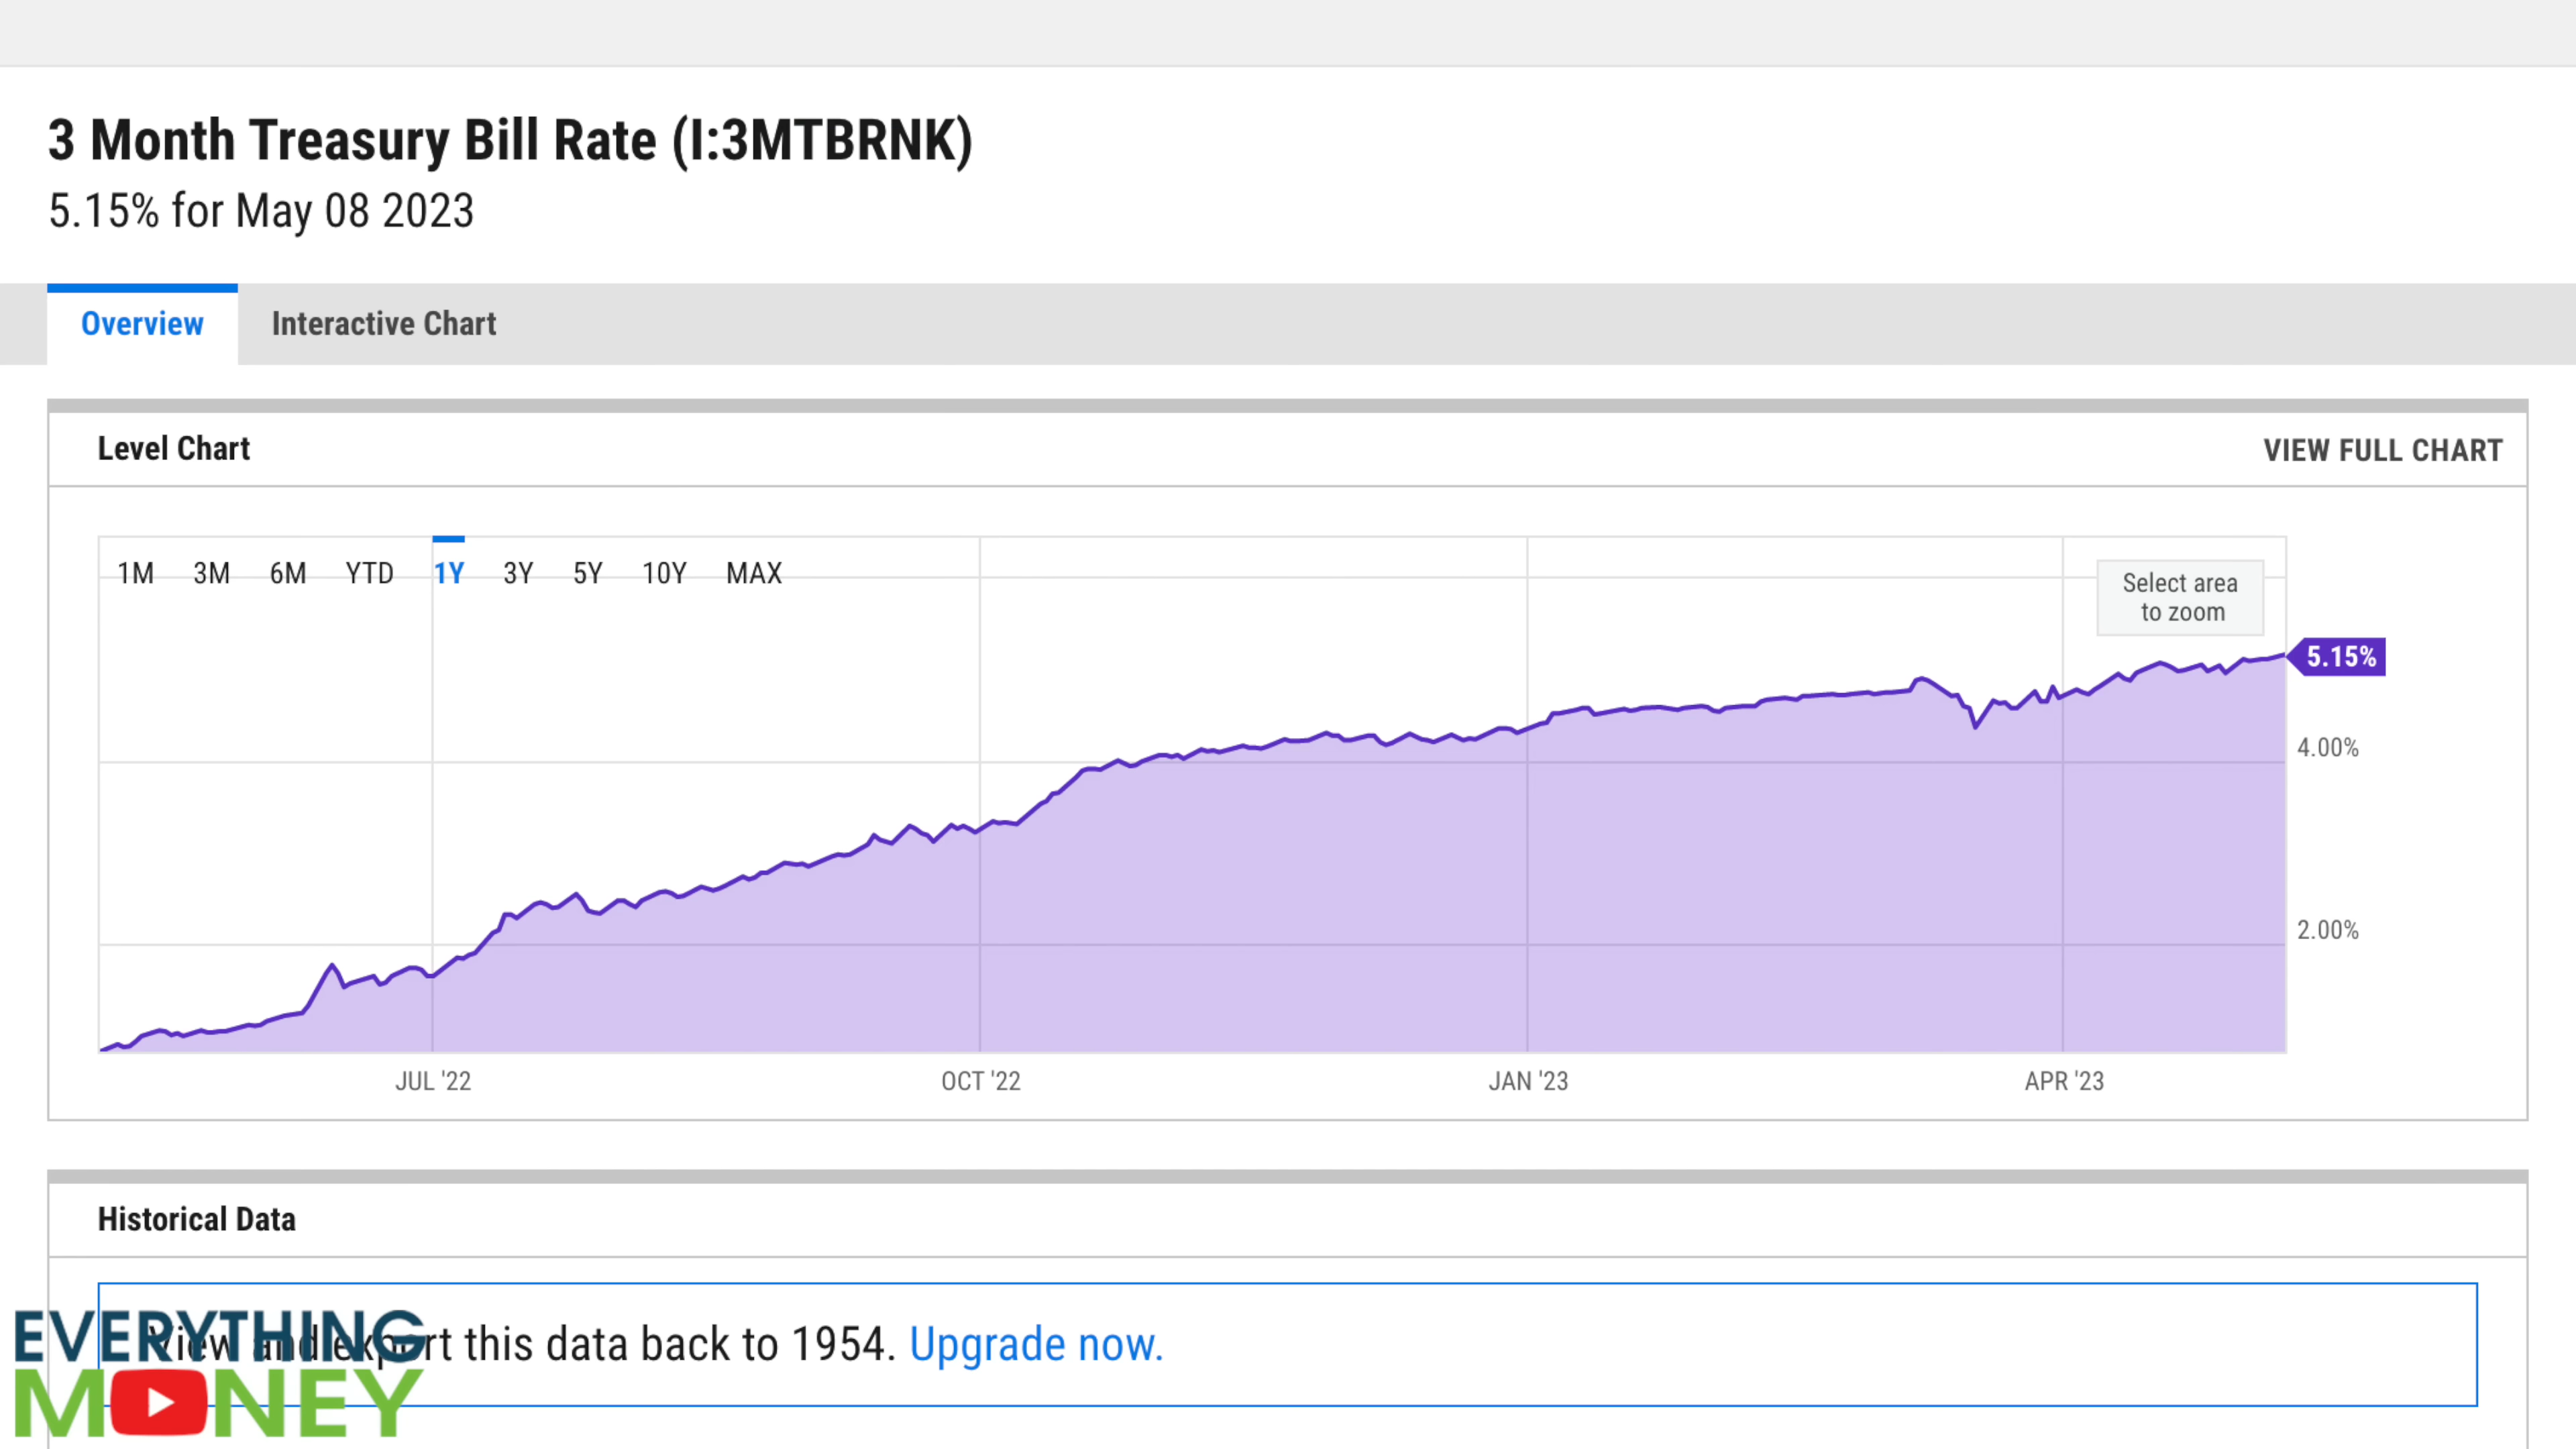 3 Month Treasury Bill Rate (I:3MTBRNK)
5.15% for May 08 2023
Overview
Interactive Chart
Level Chart
VIEW FULL CHART
1M 3M 6M YTD 1Y 3Y 5Y 10Y MAX
Select area
to zoom
5.15%
4.00%
2.00%
JUL '22
OCT '22
JAN '23
APR '23
Historical Data
View and export this data back to 1954. Upgrade now.
EVERYTHING
MONEY